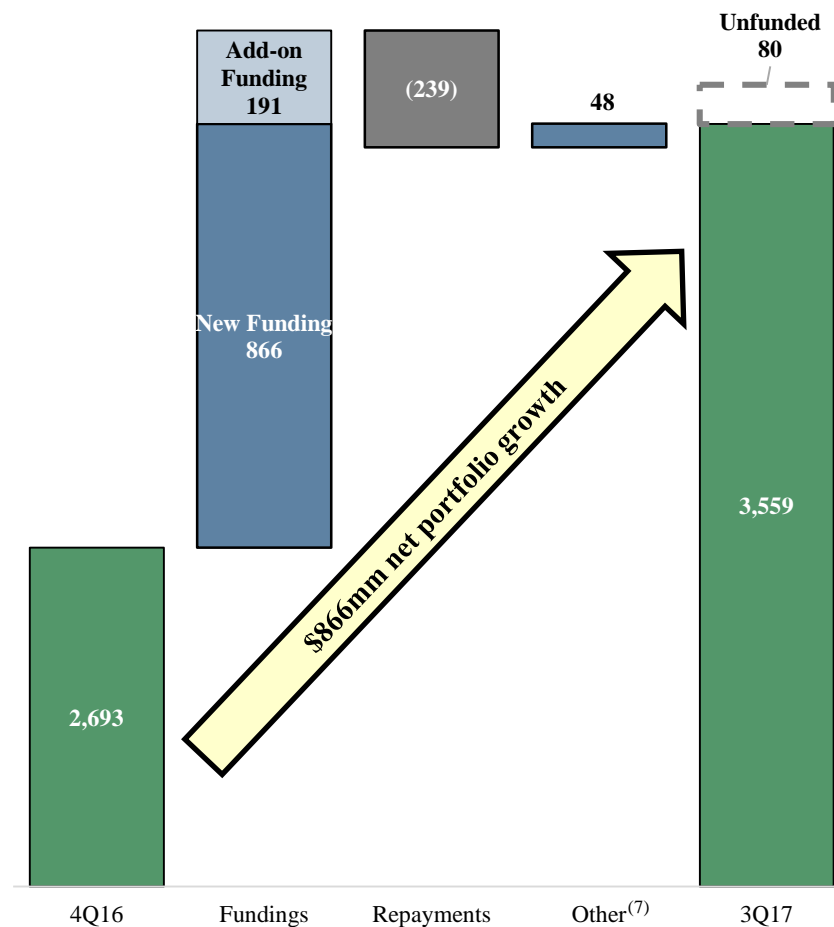 Unfunded
80
Add-on
Funding
191
(239)
48
New Funding
866
$866mm net portfolio growth
3,559
2,693
4Q16
Fundings
Repayments
Other(7)
3Q17